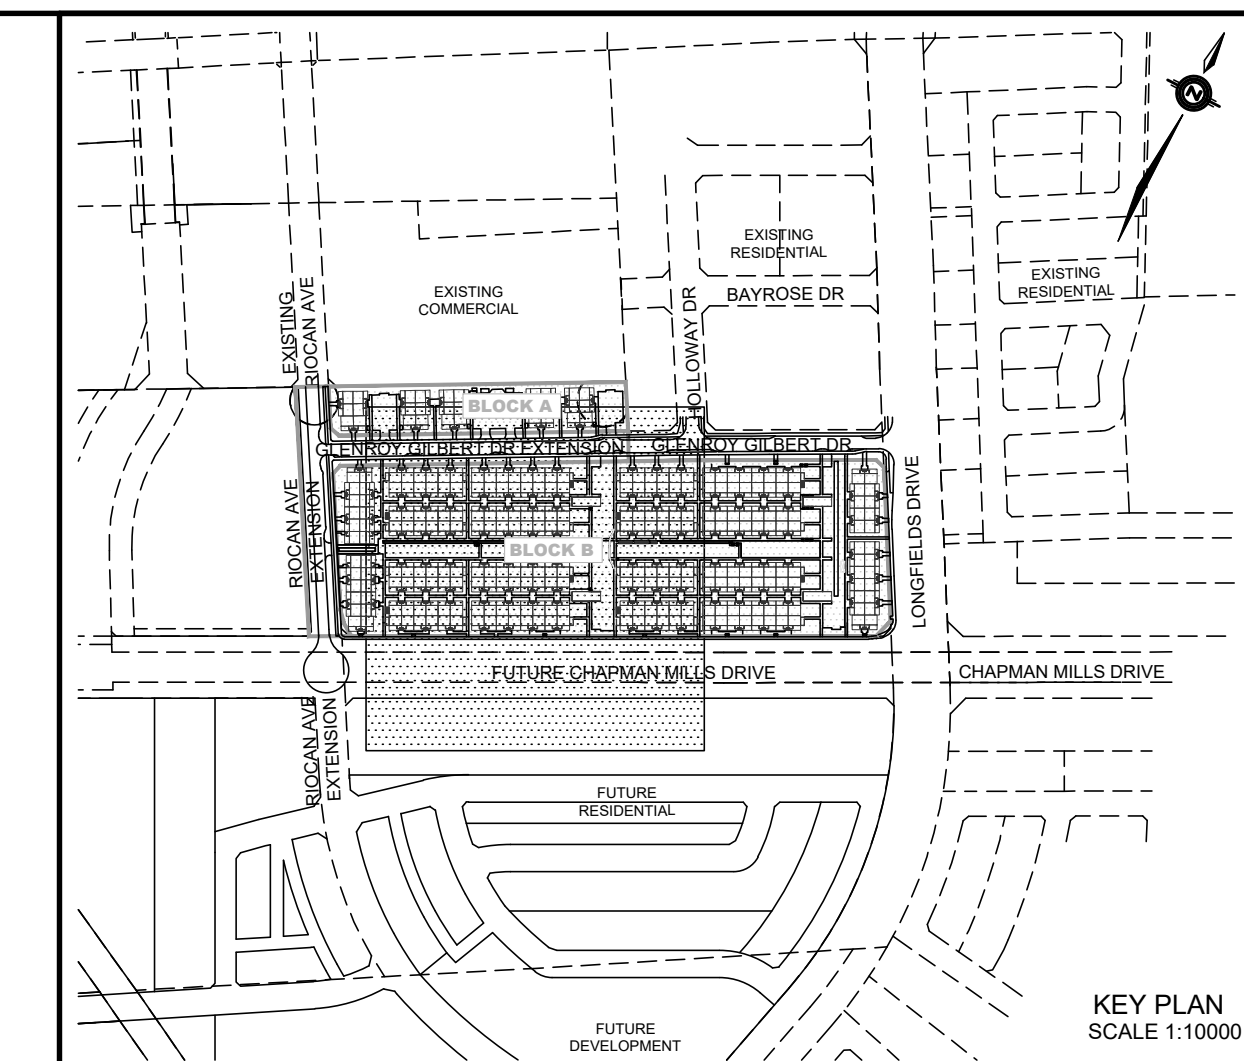 N
EXISTING
RESIDENTIAL
EXISTING
RESIDENTIAL
EXISTING
COMMERCIAL
BAYROSE DR
EXISTING
RIOCAN AVE
HOLLOWAY DR
BLOCK A
GLENROY GILBERT DR EXTENSION
GLENROY GILBERT DR
RIOCAN AVE
EXTENSION
BLOCK B
LONGFIELDS DRIVE
FUTURE CHAPMAN MILLS DRIVE
CHAPMAN MILLS DRIVE
RIOCAN AVE
EXTENSION
FUTURE
RESIDENTIAL
FUTURE
DEVELOPMENT
KEY PLAN
SCALE 1:10000